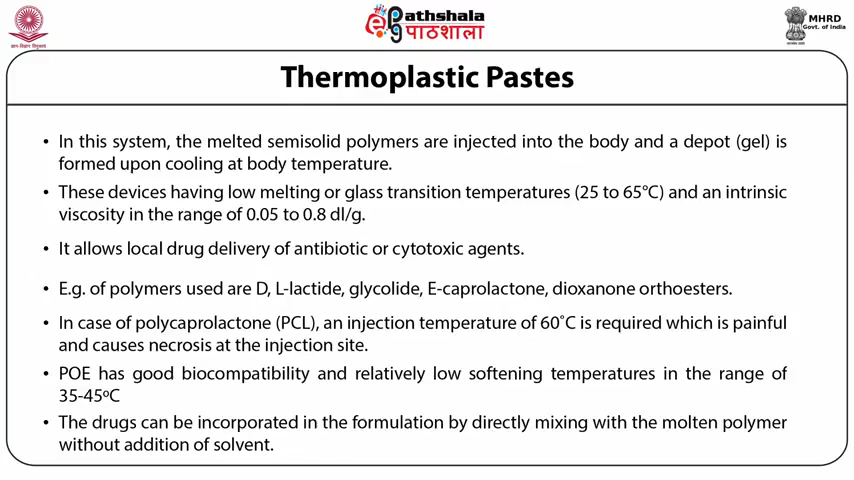 ज्ञान-विज्ञान विमुक्तये
Pathshala
पाठशाला
MHRD
Govt. of India
सत्यमेव जयते
Thermoplastic Pastes
• In this system, the melted semisolid polymers are injected into the body and a depot (gel) is
formed upon cooling at body temperature.
• These devices having low melting or glass transition temperatures (25 to 65°C) and an intrinsic
viscosity in the range of 0.05 to 0.8 dl/g.
• It allows local drug delivery of antibiotic or cytotoxic agents.
• E.g. of polymers used are D, L-lactide, glycolide, E-caprolactone, dioxanone orthoesters.
• In case of polycaprolactone (PCL), an injection temperature of 60˚C is required which is painful
and causes necrosis at the injection site.
• POE has good biocompatibility and relatively low softening temperatures in the range of
35-45ºC
• The drugs can be incorporated in the formulation by directly mixing with the molten polymer
without addition of solvent.